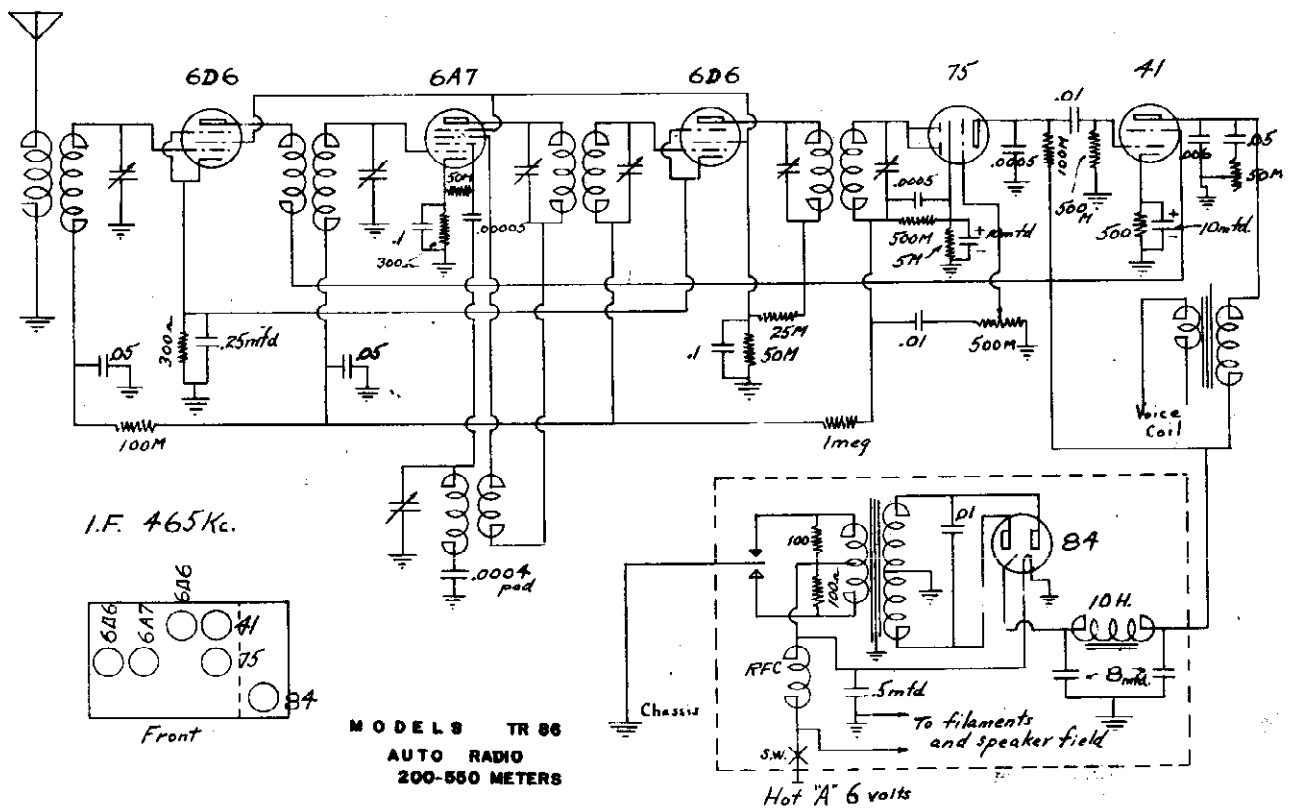 6D6
6A7
6D6
75
41
.01
50M
.0005
.0005
100M
500M
.006
.05
50M
.1
300Ω
.00005
500M
5M
10mfd
500
10mfd.
300Ω
.25mfd
.05
.05
.1
25M
50M
.01
500M
100M
1meg
Voice
Coil
I.F. 465Kc.
.0004
pad
100
100Ω
.01
84
10H.
6A6
6A7
6A6
41
75
84
Front
RFC
.5mfd
8mfd.
Chassis
To filaments
and speaker field
S.W.
Hot "A" 6 volts
MODELS TR 86
AUTO RADIO
200-550 METERS